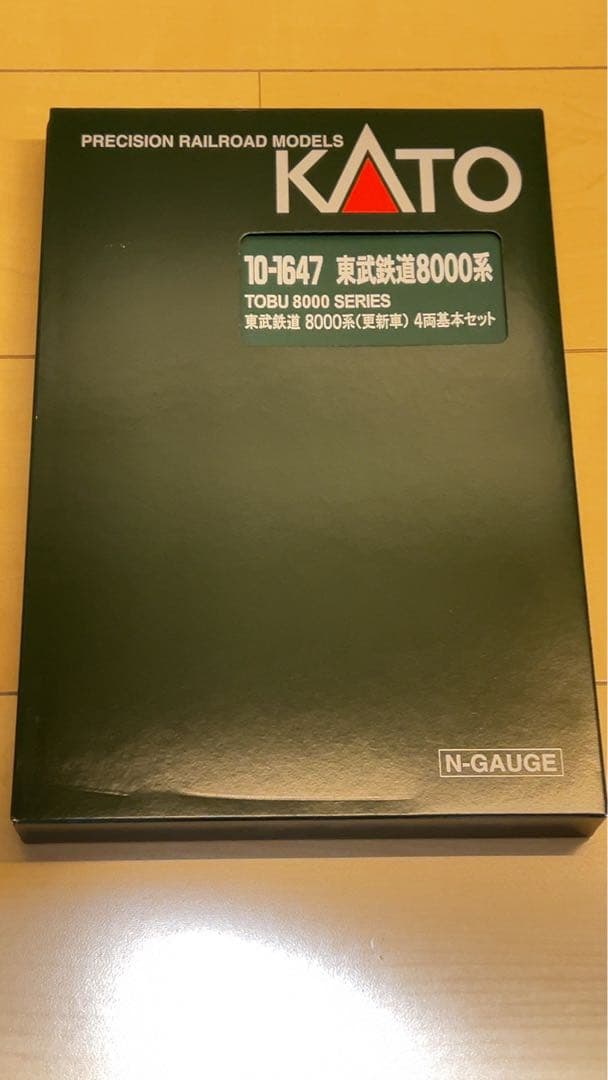 PRECISION RAILROAD MODELS
KATO
10-1647 東武鉄道8000系
TOBU 8000 SERIES
東武鉄道 8000系(更新車) 4両基本セット
N-GAUGE